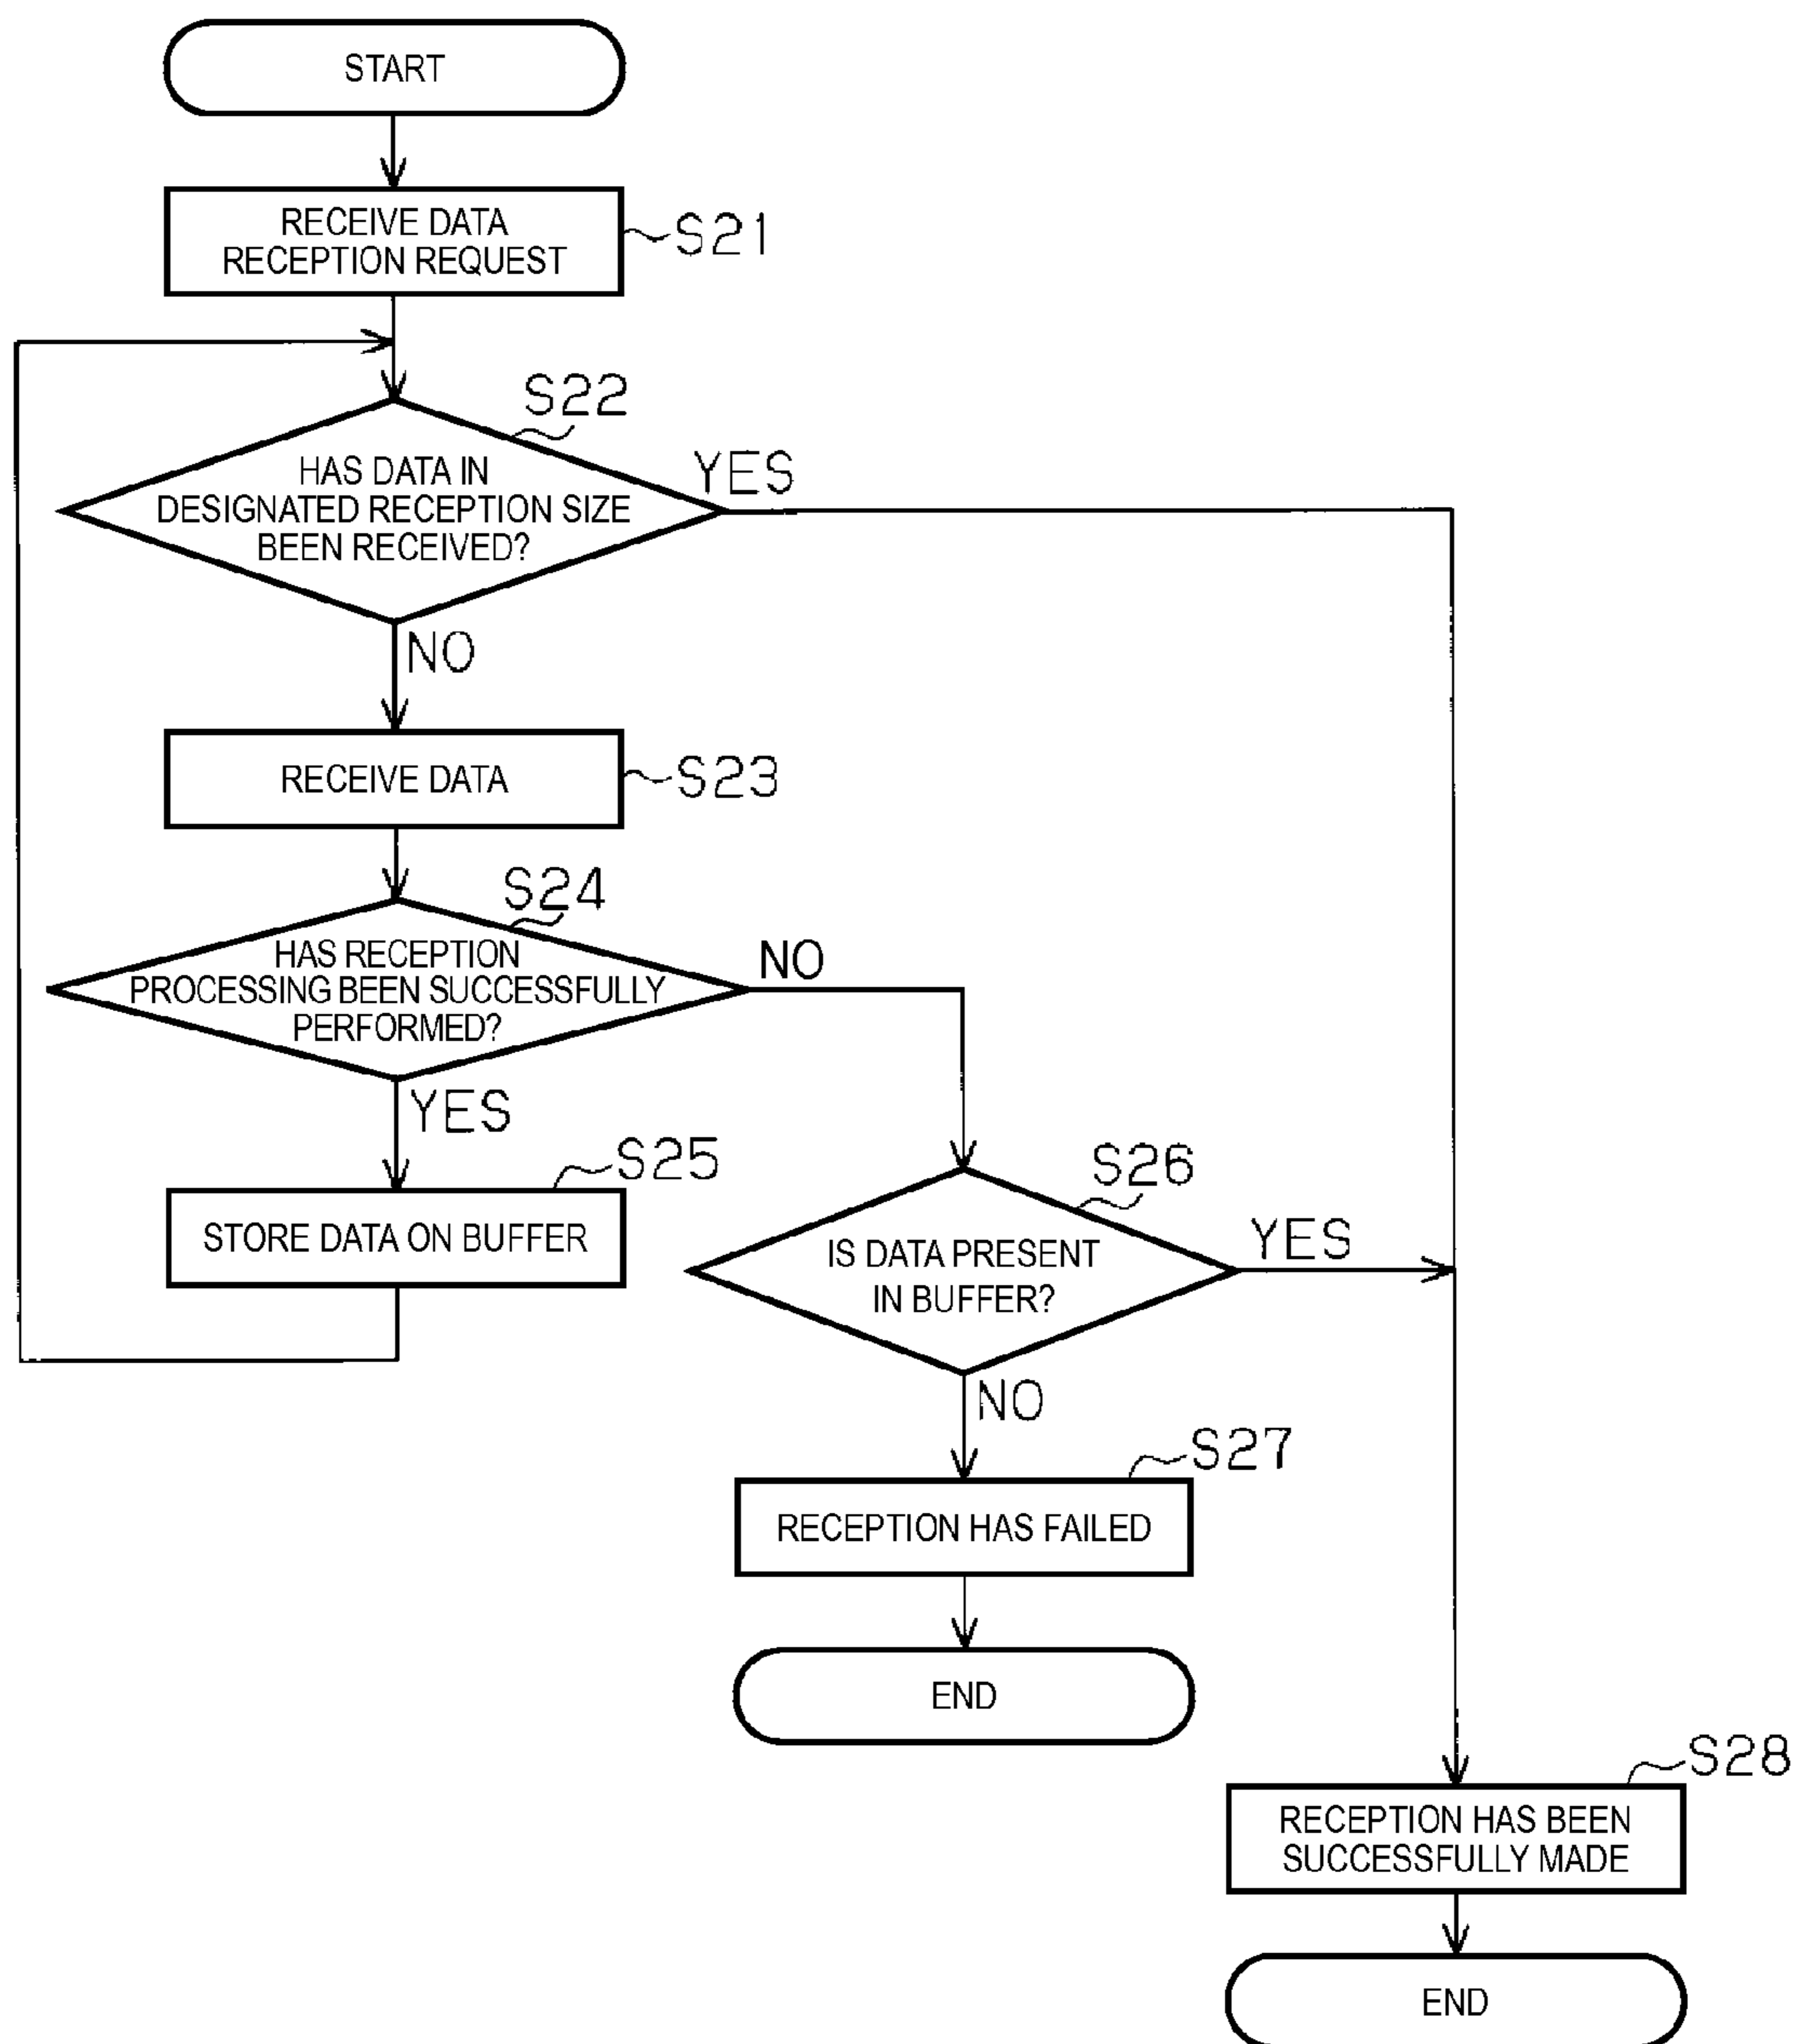 START
RECEIVE DATA
RECEPTION REQUEST
S21
S22
HAS DATA IN
DESIGNATED RECEPTION SIZE
BEEN RECEIVED?
YES
NO
RECEIVE DATA
S23
S24
HAS RECEPTION
PROCESSING BEEN SUCCESSFULLY
PERFORMED?
NO
YES
S25
STORE DATA ON BUFFER
S26
IS DATA PRESENT
IN BUFFER?
YES
NO
S27
RECEPTION HAS FAILED
END
S28
RECEPTION HAS BEEN
SUCCESSFULLY MADE
END